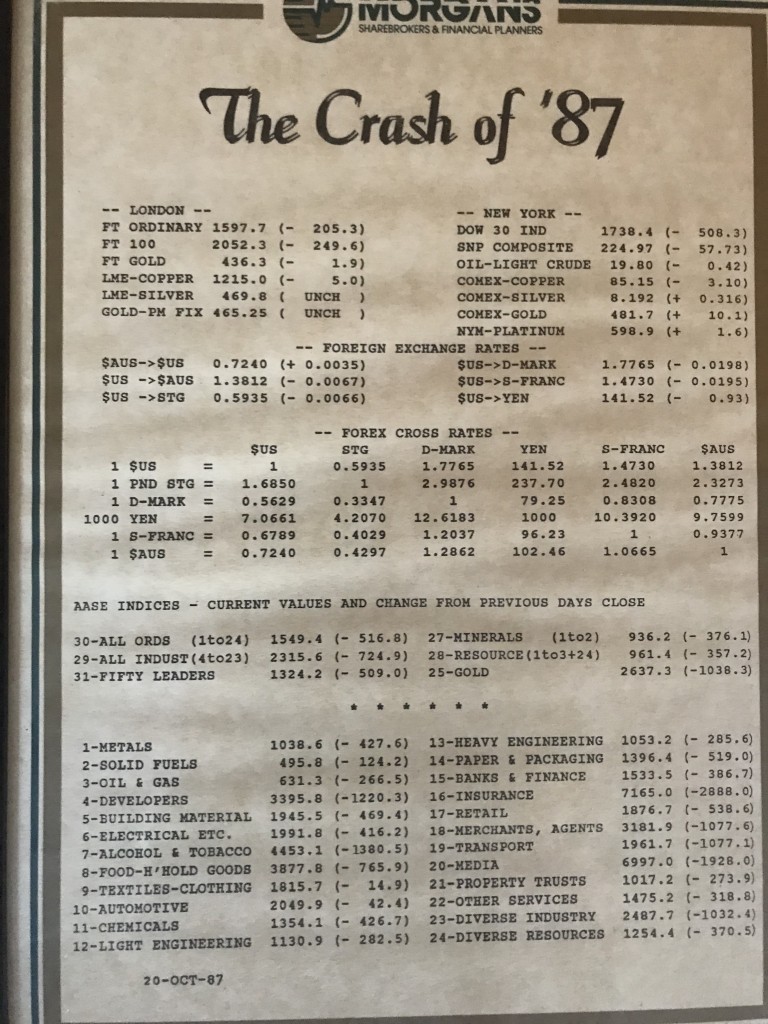 MORGANS
SHAREBROKERS & FINANCIAL PLANNERS
The Crash of '87
-- LONDON --
FT ORDINARY 1597.7 (- 205.3)
FT 100 2052.3 (- 249.6)
FT GOLD 436.3 (- 1.9)
LME-COPPER 1215.0 (- 5.0)
LME-SILVER 469.8 ( UNCH )
GOLD-PM FIX 465.25 ( UNCH )
-- NEW YORK --
DOW 30 IND 1738.4 (- 508.3)
SNP COMPOSITE 224.97 (- 57.73)
OIL-LIGHT CRUDE 19.80 (- 0.42)
COMEX-COPPER 85.15 (- 3.10)
COMEX-SILVER 8.192 (+ 0.316)
COMEX-GOLD 481.7 (+ 10.1)
NYM-PLATINUM 598.9 (+ 1.6)
-- FOREIGN EXCHANGE RATES --
$AUS->$US 0.7240 (+ 0.0035) $US->D-MARK 1.7765 (- 0.0198)
$US ->$AUS 1.3812 (- 0.0067) $US->S-FRANC 1.4730 (- 0.0195)
$US ->STG 0.5935 (- 0.0066) $US->YEN 141.52 (- 0.93)
-- FOREX CROSS RATES --
$US STG D-MARK YEN S-FRANC $AUS
1 $US = 1 0.5935 1.7765 141.52 1.4730 1.3812
1 PND STG = 1.6850 1 2.9876 237.70 2.4820 2.3273
1 D-MARK = 0.5629 0.3347 1 79.25 0.8308 0.7775
1000 YEN = 7.0661 4.2070 12.6183 1000 10.3920 9.7599
1 S-FRANC = 0.6789 0.4029 1.2037 96.23 1 0.9377
1 $AUS = 0.7240 0.4297 1.2862 102.46 1.0665 1
AASE INDICES - CURRENT VALUES AND CHANGE FROM PREVIOUS DAYS CLOSE
30-ALL ORDS (1to24) 1549.4 (- 516.8) 27-MINERALS (1to2) 936.2 (- 376.1)
29-ALL INDUST(4to23) 2315.6 (- 724.9) 28-RESOURCE(1to3+24) 961.4 (- 357.2)
31-FIFTY LEADERS 1324.2 (- 509.0) 25-GOLD 2637.3 (-1038.3)
* * * * * *
1-METALS 1038.6 (- 427.6) 13-HEAVY ENGINEERING 1053.2 (- 285.6)
2-SOLID FUELS 495.8 (- 124.2) 14-PAPER & PACKAGING 1396.4 (- 519.0)
3-OIL & GAS 631.3 (- 266.5) 15-BANKS & FINANCE 1533.5 (- 386.7)
4-DEVELOPERS 3395.8 (-1220.3) 16-INSURANCE 7165.0 (-2888.0)
5-BUILDING MATERIAL 1945.5 (- 469.4) 17-RETAIL 1876.7 (- 538.6)
6-ELECTRICAL ETC. 1991.8 (- 416.2) 18-MERCHANTS, AGENTS 3181.9 (-1077.6)
7-ALCOHOL & TOBACCO 4453.1 (-1380.5) 19-TRANSPORT 1961.7 (-1077.1)
8-FOOD-H'HOLD GOODS 3877.8 (- 765.9) 20-MEDIA 6997.0 (-1928.0)
9-TEXTILES-CLOTHING 1815.7 (- 14.9) 21-PROPERTY TRUSTS 1017.2 (- 273.9)
10-AUTOMOTIVE 2049.9 (- 42.4) 22-OTHER SERVICES 1475.2 (- 318.8)
11-CHEMICALS 1354.1 (- 426.7) 23-DIVERSE INDUSTRY 2487.7 (-1032.4)
12-LIGHT ENGINEERING 1130.9 (- 282.5) 24-DIVERSE RESOURCES 1254.4 (- 370.5)
20-OCT-87